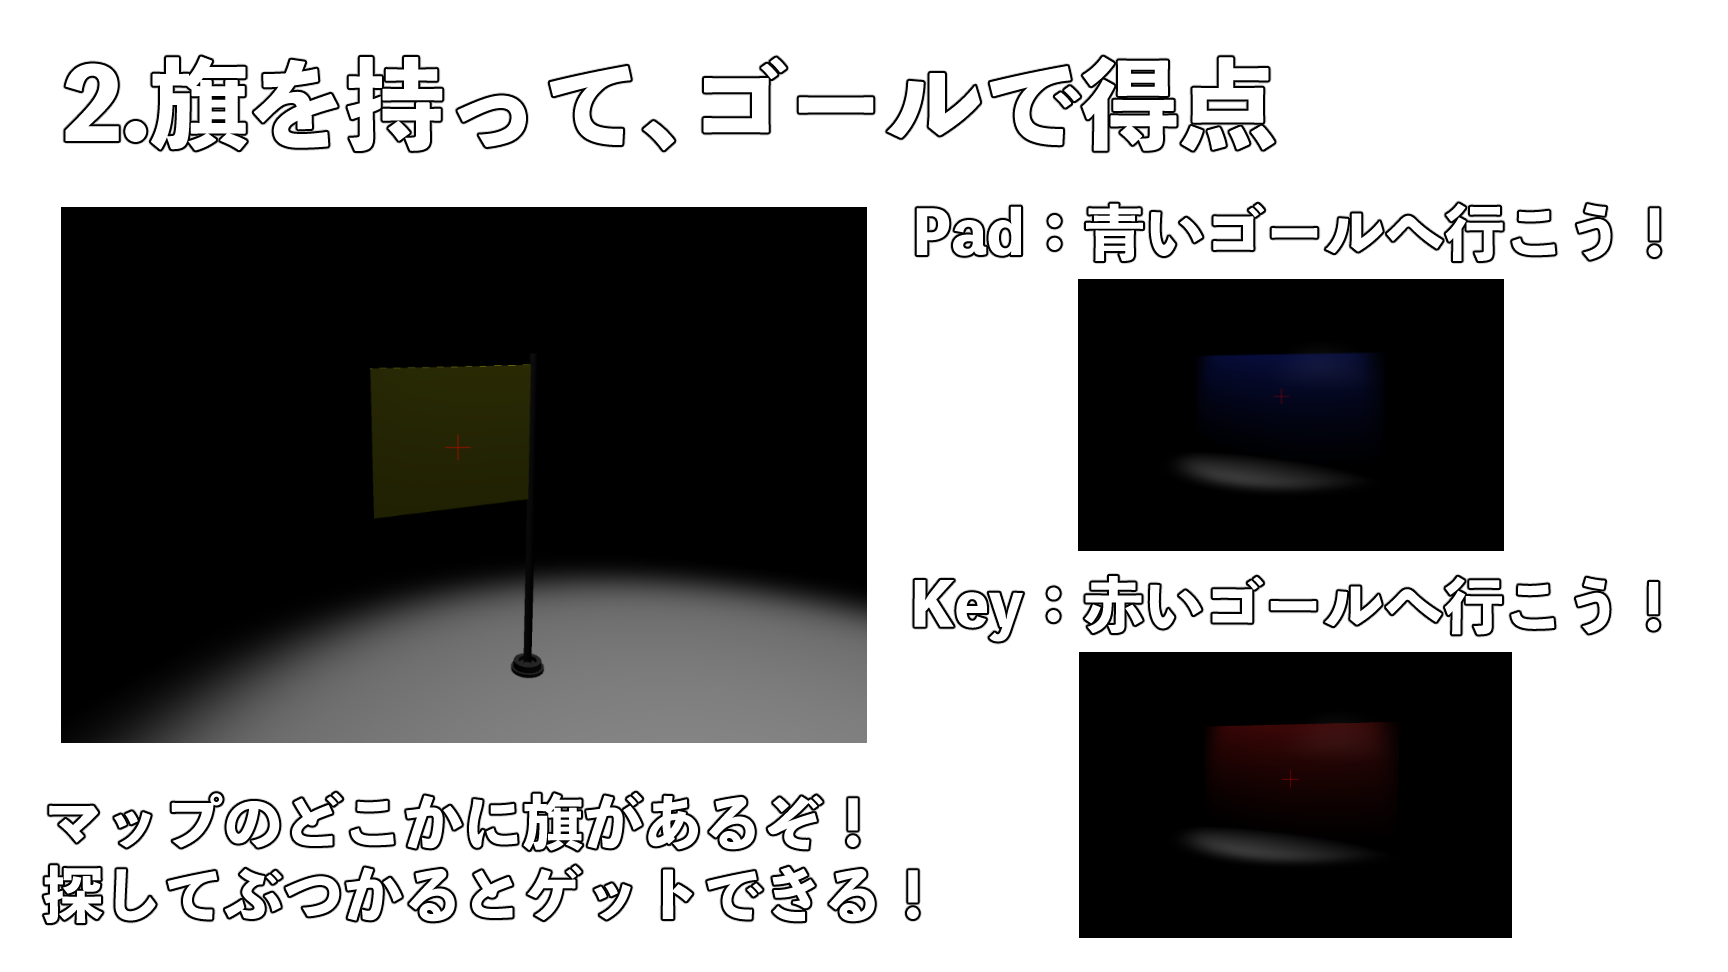 2.旗を持って、ゴールで得点
Pad：青いゴールへ行こう！
Key：赤いゴールへ行こう！
マップのどこかに旗があるぞ！
探してぶつかるとゲットできる！